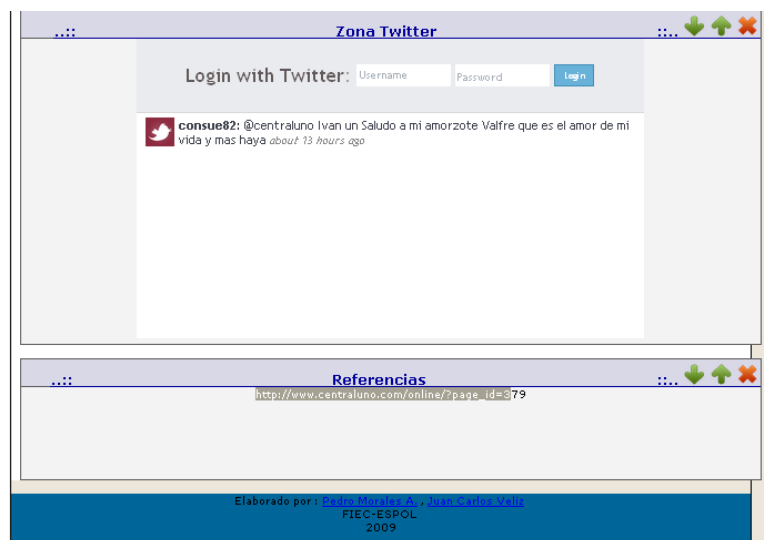 ..:: Zona Twitter ::..
Login with Twitter: Username Password Login
consue82: @centraluno Ivan un Saludo a mi amorzote Valfre que es el amor de mi
vida y mas haya about 13 hours ago
..:: Referencias ::..
http://www.centraluno.com/online/?page_id=379
Elaborado por : Pedro Morales A. , Juan Carlos Veliz
FIEC-ESPOL
2009